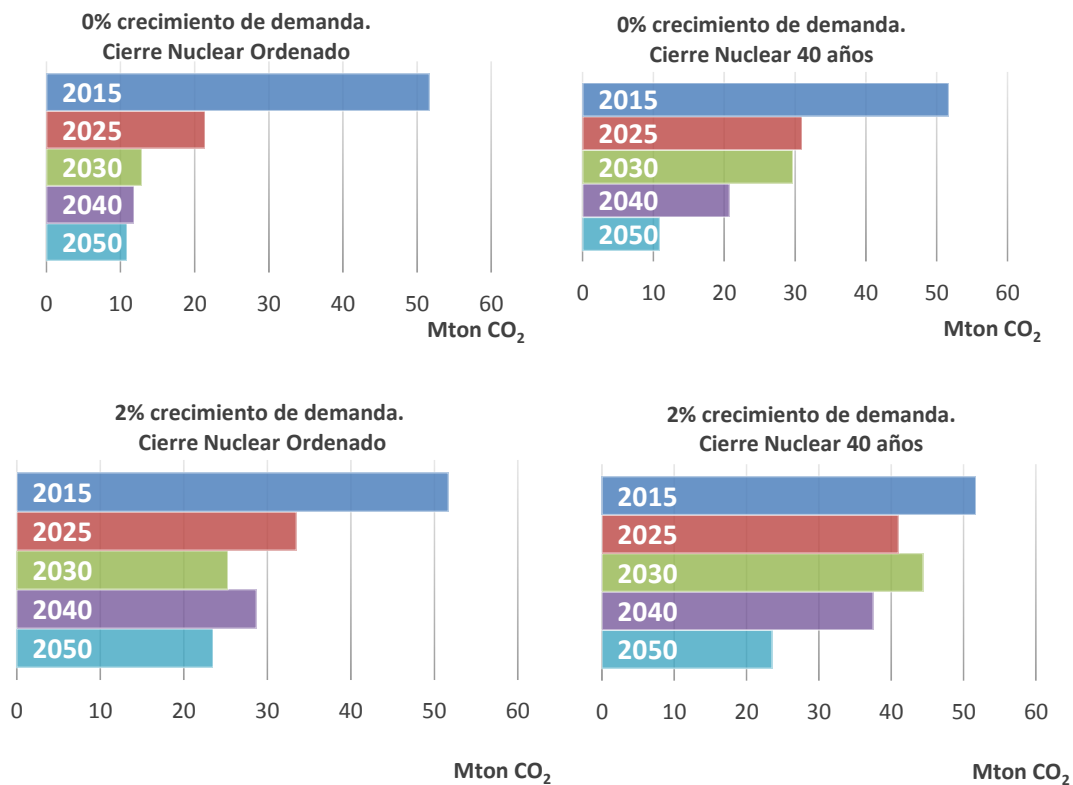 0% crecimiento de demanda.
Cierre Nuclear Ordenado
2015
2025
2030
2040
2050
0 10 20 30 40 50 60
Mton CO₂
0% crecimiento de demanda.
Cierre Nuclear 40 años
2015
2025
2030
2040
2050
0 10 20 30 40 50 60
Mton CO₂
2% crecimiento de demanda.
Cierre Nuclear Ordenado
2015
2025
2030
2040
2050
0 10 20 30 40 50 60
Mton CO₂
2% crecimiento de demanda.
Cierre Nuclear 40 años
2015
2025
2030
2040
2050
0 10 20 30 40 50 60
Mton CO₂